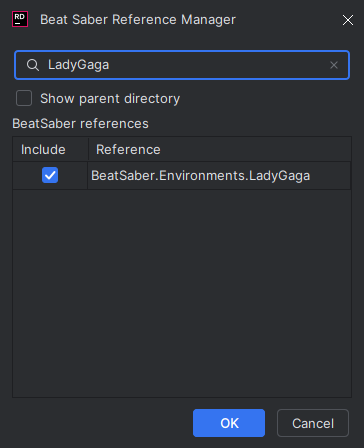 RD Beat Saber Reference Manager
LadyGaga
Show parent directory
BeatSaber references
Include Reference
BeatSaber.Environments.LadyGaga
OK Cancel